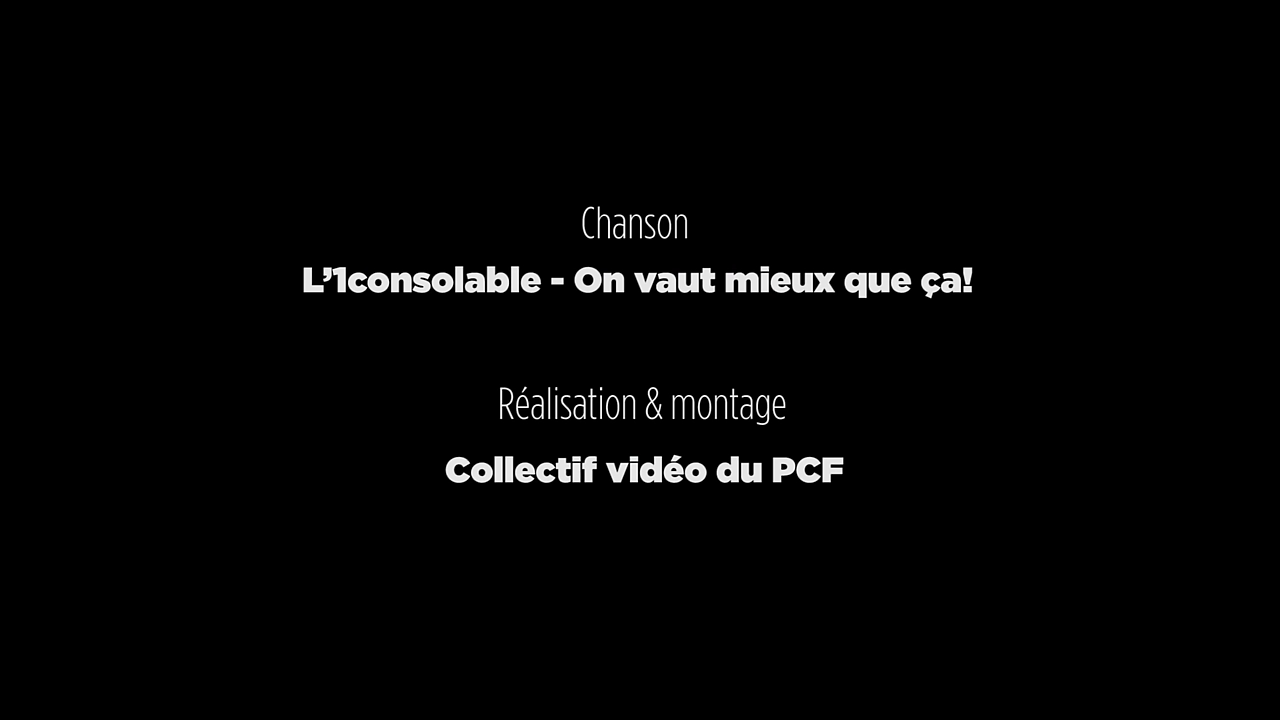 Chanson
L’1consolable - On vaut mieux que ça!
Réalisation & montage
Collectif vidéo du PCF